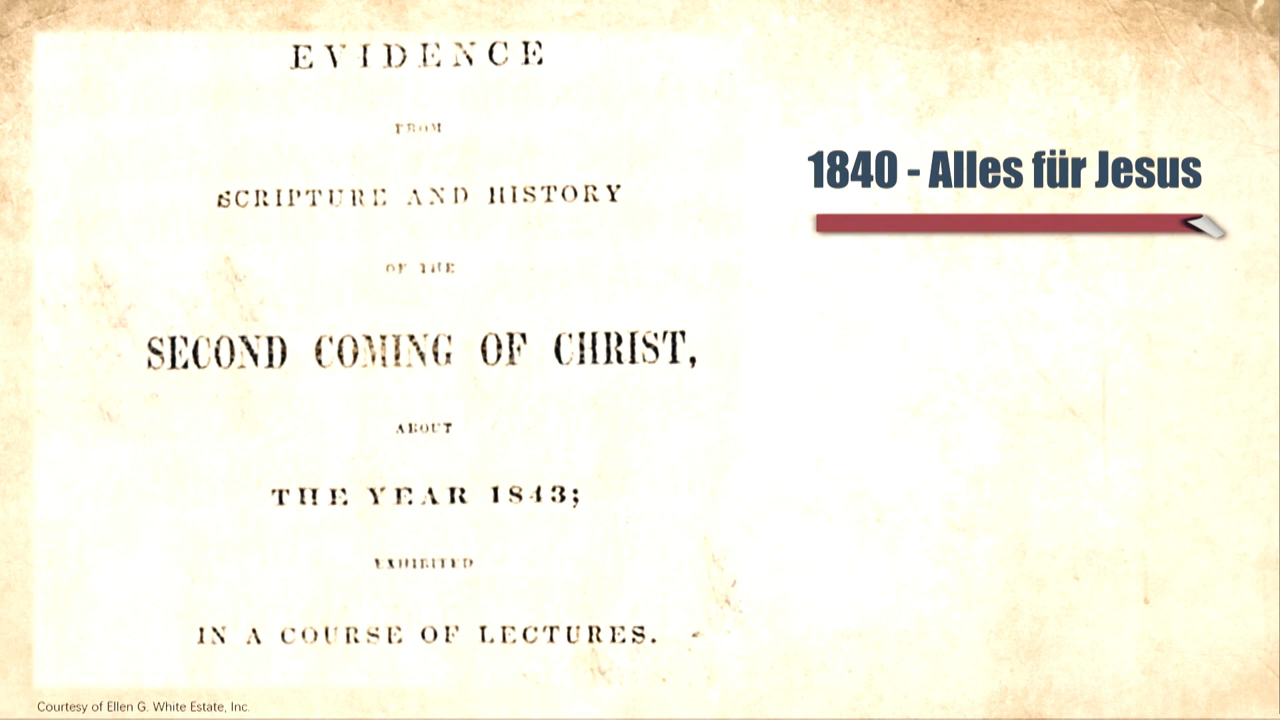 EVIDENCE
FROM
SCRIPTURE AND HISTORY
OF THE
SECOND COMING OF CHRIST,
ABOUT
THE YEAR 1843;
EXHIBITED
IN A COURSE OF LECTURES.
1840 - Alles für Jesus
Courtesy of Ellen G. White Estate, Inc.